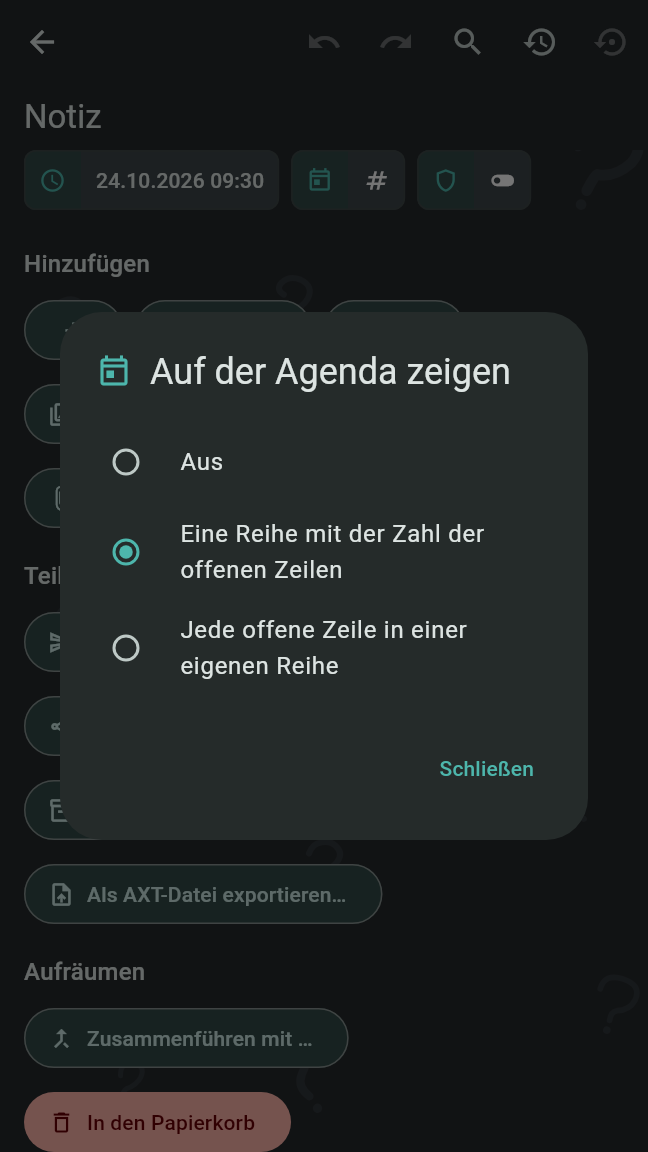 Notiz
24.10.2026 09:30
#
Hinzufügen
Auf der Agenda zeigen
Aus
Eine Reihe mit der Zahl der
offenen Zeilen
Teil
Jede offene Zeile in einer
eigenen Reihe
Schließen
Als AXT-Datei exportieren…
Aufräumen
Zusammenführen mit …
In den Papierkorb